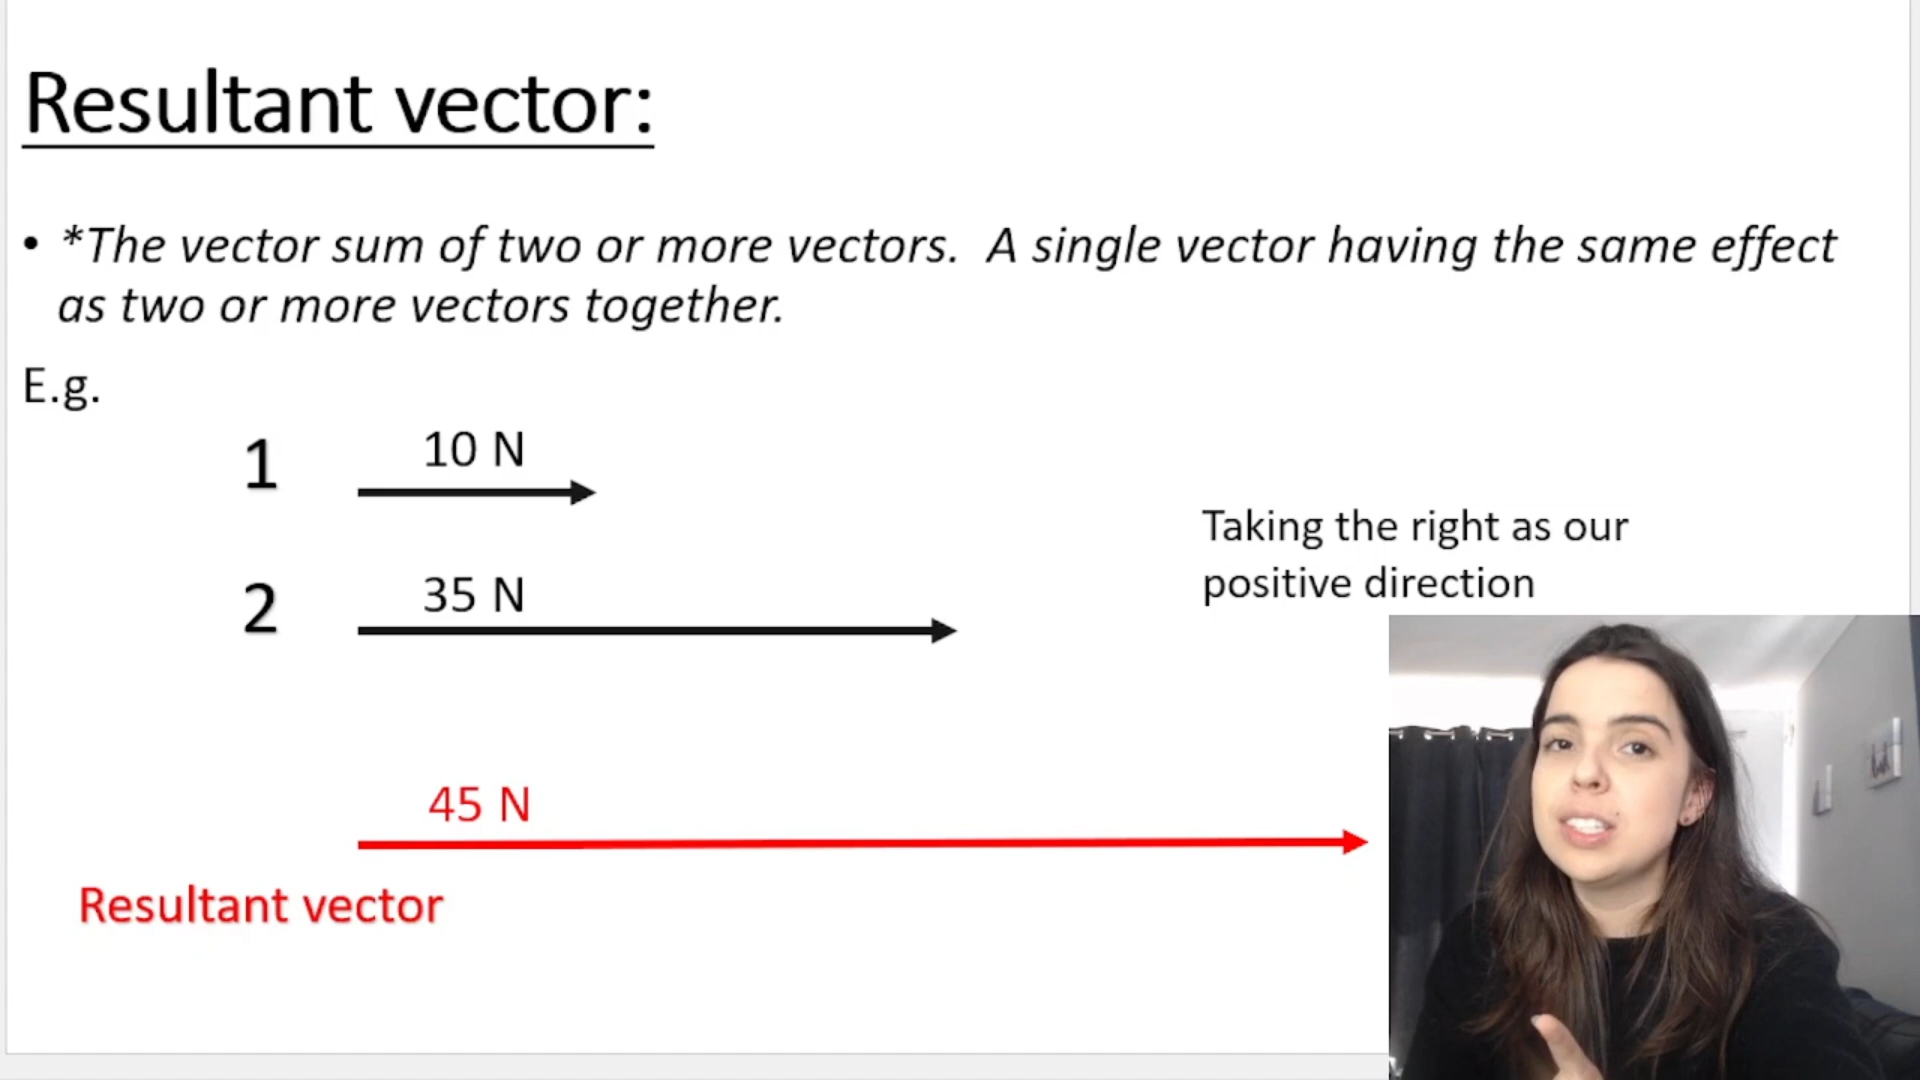 Resultant vector:
• *The vector sum of two or more vectors.  A single vector having the same effect
as two or more vectors together.
E.g.
1
10 N
2
35 N
Taking the right as our
positive direction
45 N
Resultant vector